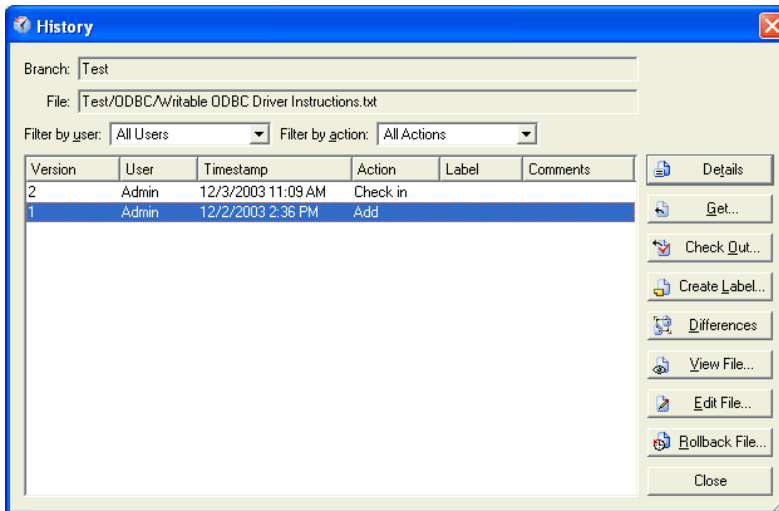 History
Branch: Test
File: Test/ODBC/Writable ODBC Driver Instructions.txt
Filter by user: All Users Filter by action: All Actions
Version User Timestamp Action Label Comments
2 Admin 12/3/2003 11:09 AM Check in
1 Admin 12/2/2003 2:36 PM Add
Details
Get...
Check Out...
Create Label...
Differences
View File...
Edit File...
Rollback File...
Close